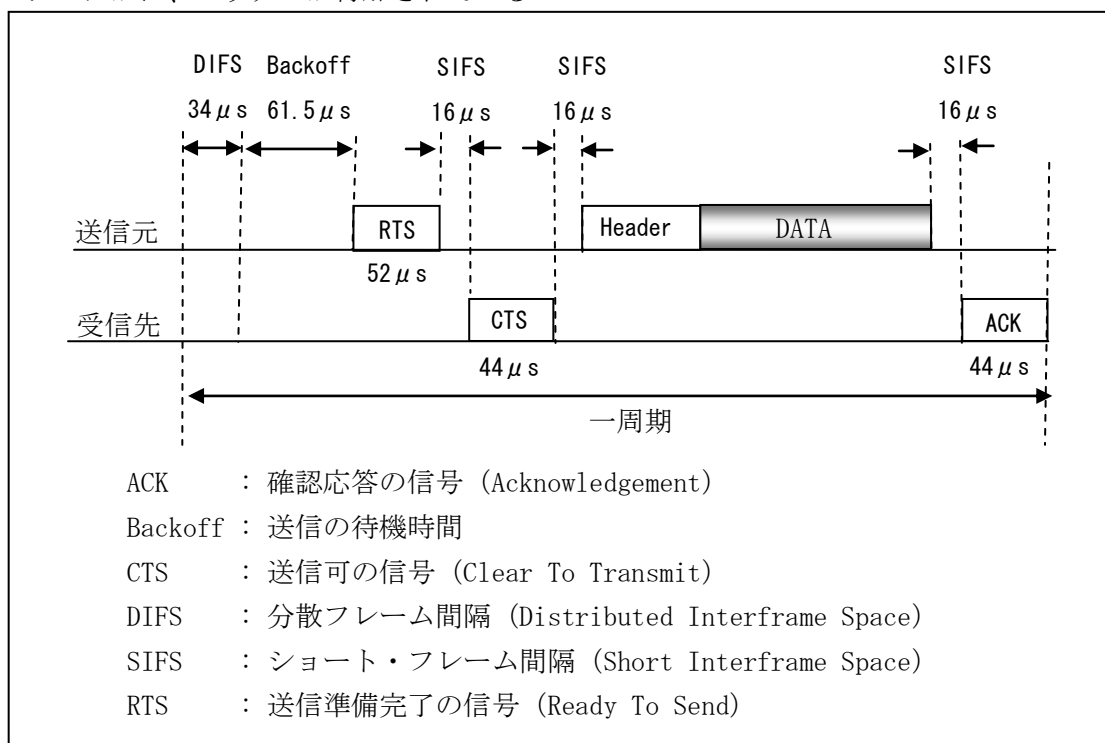 DIFS Backoff SIFS SIFS SIFS
34μs 61.5μs 16μs 16μs 16μs
送信元 RTS Header DATA
52μs
受信先 CTS ACK
44μs 44μs
一周期
ACK : 確認応答の信号 (Acknowledgement)
Backoff : 送信の待機時間
CTS : 送信可の信号 (Clear To Transmit)
DIFS : 分散フレーム間隔 (Distributed Interframe Space)
SIFS : ショート・フレーム間隔 (Short Interframe Space)
RTS : 送信準備完了の信号 (Ready To Send)